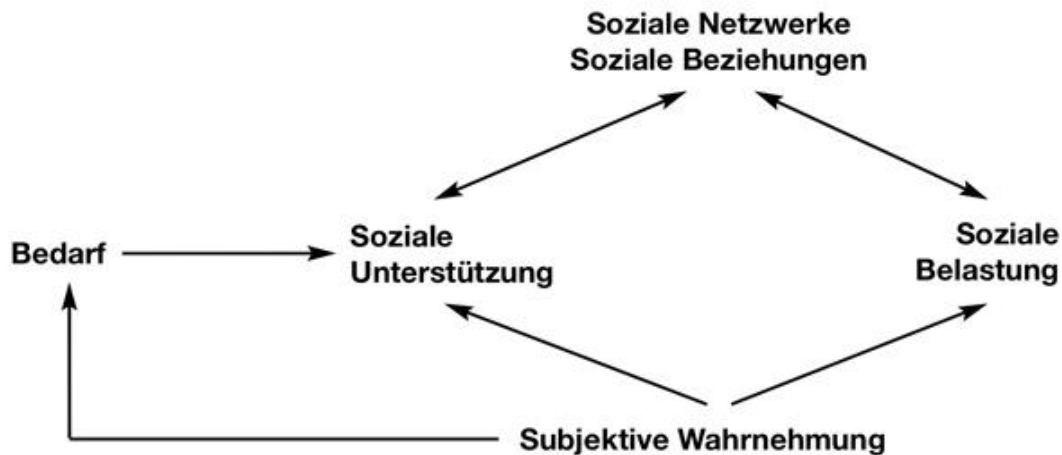 Soziale Netzwerke
Soziale Beziehungen
Bedarf
Soziale
Unterstützung
Soziale
Belastung
Subjektive Wahrnehmung